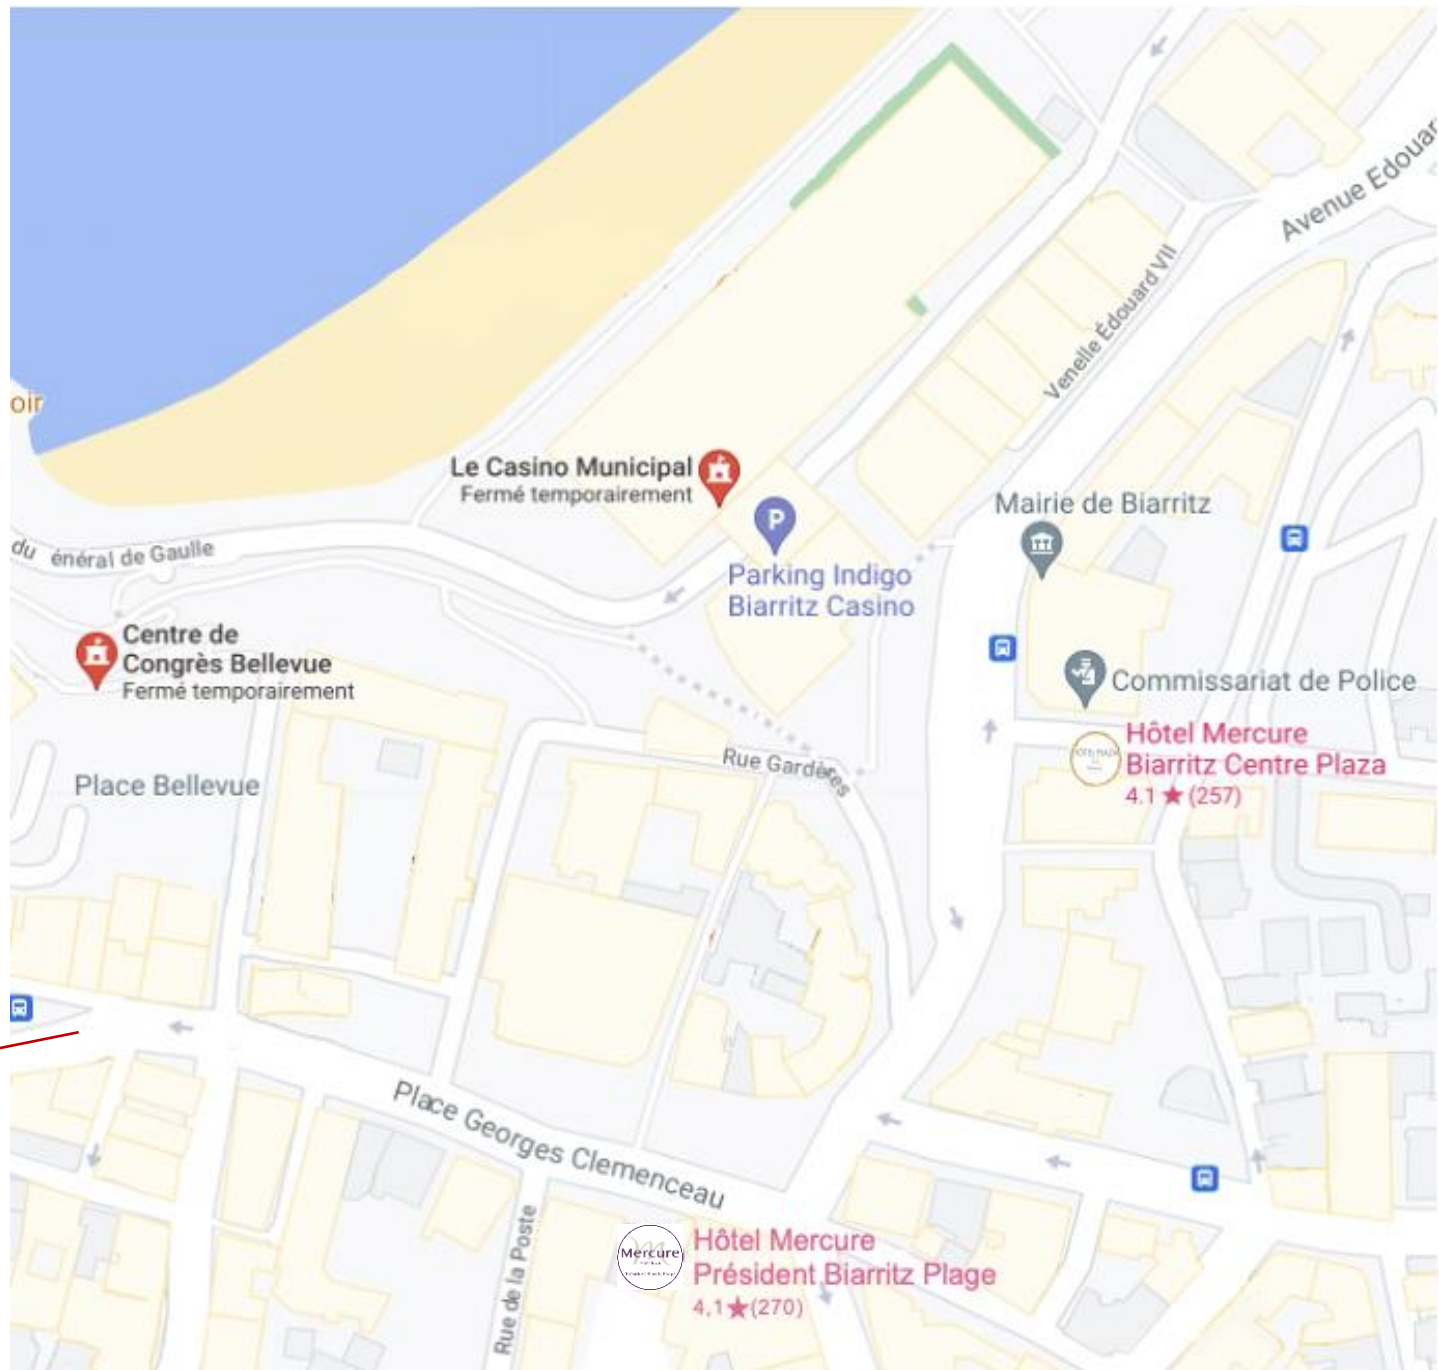 Avenue Edouar
Venelle Édouard VII
oir
Le Casino Municipal
Fermé temporairement
P
Mairie de Biarritz
du énéral de Gaulle
Parking Indigo
Biarritz Casino
Centre de
Congrès Bellevue
Fermé temporairement
Commissariat de Police
Hôtel Mercure
Biarritz Centre Plaza
4.1 ★ (257)
Rue Gardères
Place Bellevue
Place Georges Clemenceau
Rue de la Poste
Mercure
Hôtel Mercure
Président Biarritz Plage
4.1★(270)